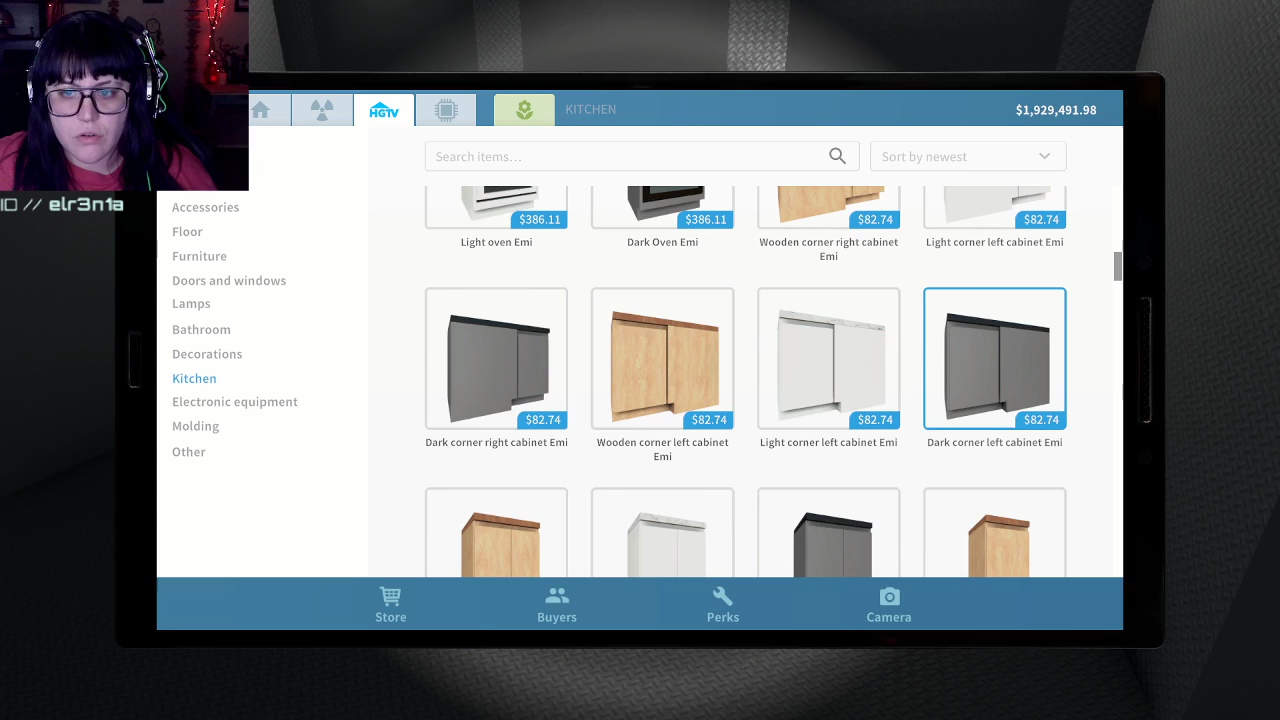 HGTV
KITCHEN
$1,929,491.98
Search items...
Sort by newest
ID // elr3n1a
Accessories
Floor
Furniture
Doors and windows
Lamps
Bathroom
Decorations
Kitchen
Electronic equipment
Molding
Other
$386.11
$386.11
$82.74
$82.74
Light oven Emi
Dark Oven Emi
Wooden corner right cabinet
Emi
Light corner left cabinet Emi
$82.74
$82.74
$82.74
$82.74
Dark corner right cabinet Emi
Wooden corner left cabinet
Emi
Light corner left cabinet Emi
Dark corner left cabinet Emi
Store
Buyers
Perks
Camera